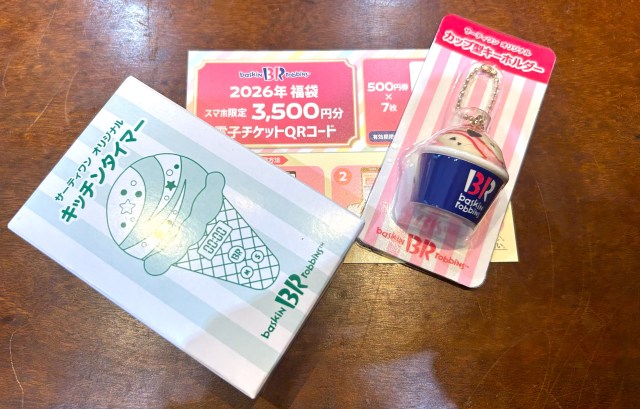 baskin BR robbins
2026年 福袋
スマホ限定 3,500円分
電子チケットQRコード
500円券
×
7枚
2
サーティワン オリジナル
カップ型キーホルダー
BR
baskin
robbins
baskin BR robbins
サーティワン オリジナル
キッチンタイマー
BR
M
S
baskin BR robbins